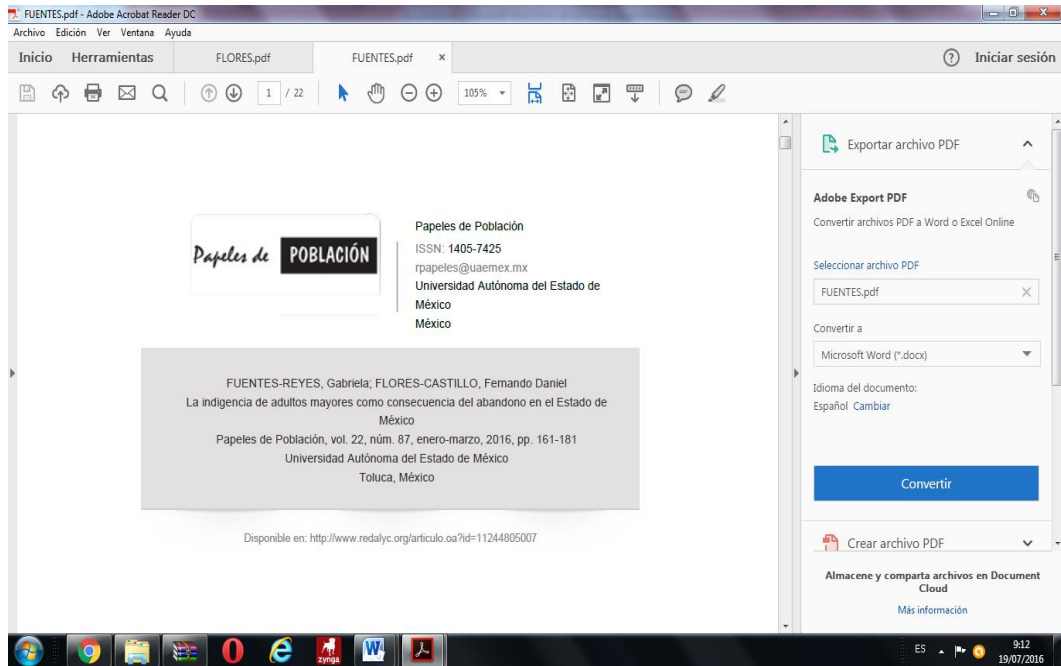 FUENTES.pdf - Adobe Acrobat Reader DC
Archivo Edición Ver Ventana Ayuda
Inicio Herramientas FLORES.pdf FUENTES.pdf × ? Iniciar sesión
1 / 22 105%
Exportar archivo PDF
Adobe Export PDF
Convertir archivos PDF a Word o Excel Online
Seleccionar archivo PDF
FUENTES.pdf
Convertir a
Microsoft Word (*.docx)
Idioma del documento:
Español Cambiar
Convertir
Crear archivo PDF
Almacene y comparta archivos en Document
Cloud
Más información
Papeles de POBLACIÓN
Papeles de Población
ISSN: 1405-7425
rpapeles@uaemex.mx
Universidad Autónoma del Estado de
México
México
FUENTES-REYES, Gabriela; FLORES-CASTILLO, Fernando Daniel
La indigencia de adultos mayores como consecuencia del abandono en el Estado de
México
Papeles de Población, vol. 22, núm. 87, enero-marzo, 2016, pp. 161-181
Universidad Autónoma del Estado de México
Toluca, México
Disponible en: http://www.redalyc.org/articulo.oa?id=11244805007
zynga
W
ES
9:12
19/07/2016